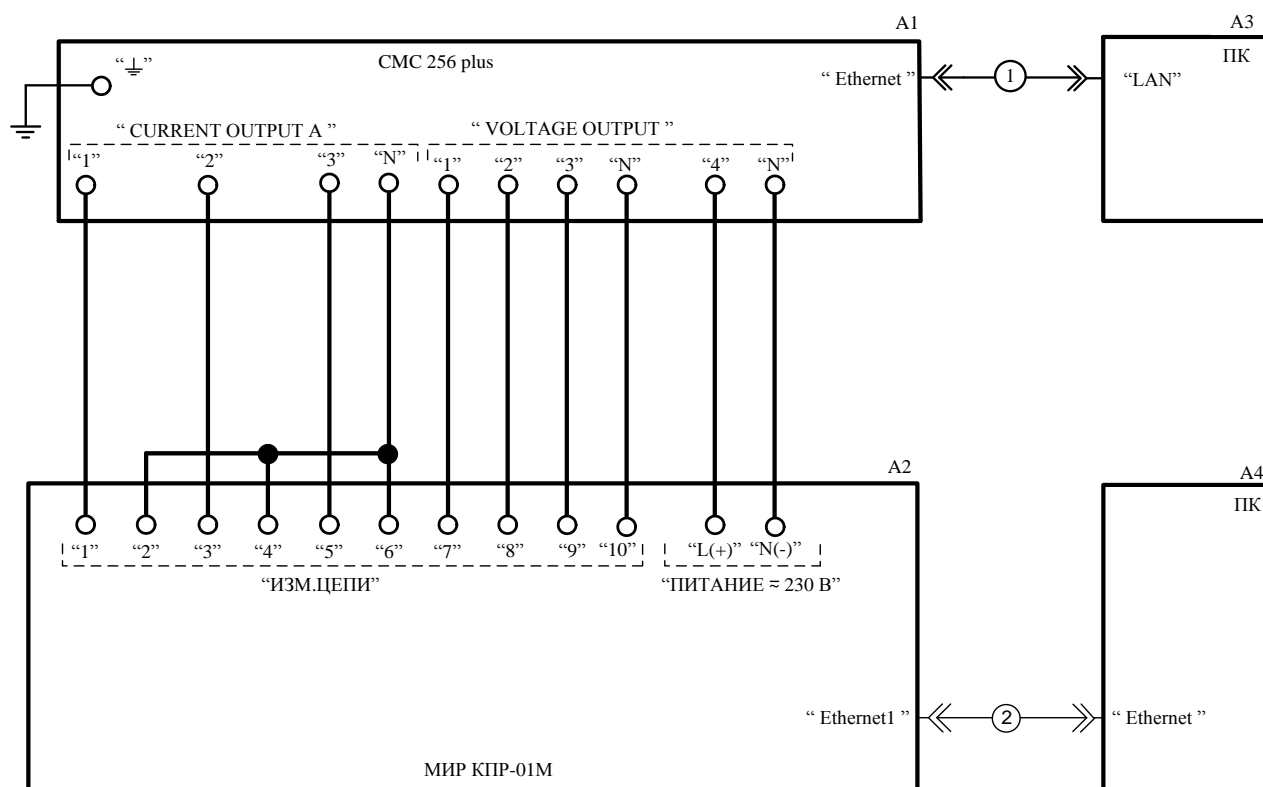 A1
A3
“⏚”
СМС 256 plus
ПК
“ Ethernet ”
1
“LAN”
“ CURRENT OUTPUT A ”
“ VOLTAGE OUTPUT ”
“1” “2” “3” “N” “1” “2” “3” “N” “4” “N”
A2
A4
ПК
“1” “2” “3” “4” “5” “6” “7” “8” “9” “10” “L(+)” “N(-)”
“ИЗМ.ЦЕПИ”
“ПИТАНИЕ ≂ 230 В”
“ Ethernet1 ”
2
“ Ethernet ”
МИР КПР-01М